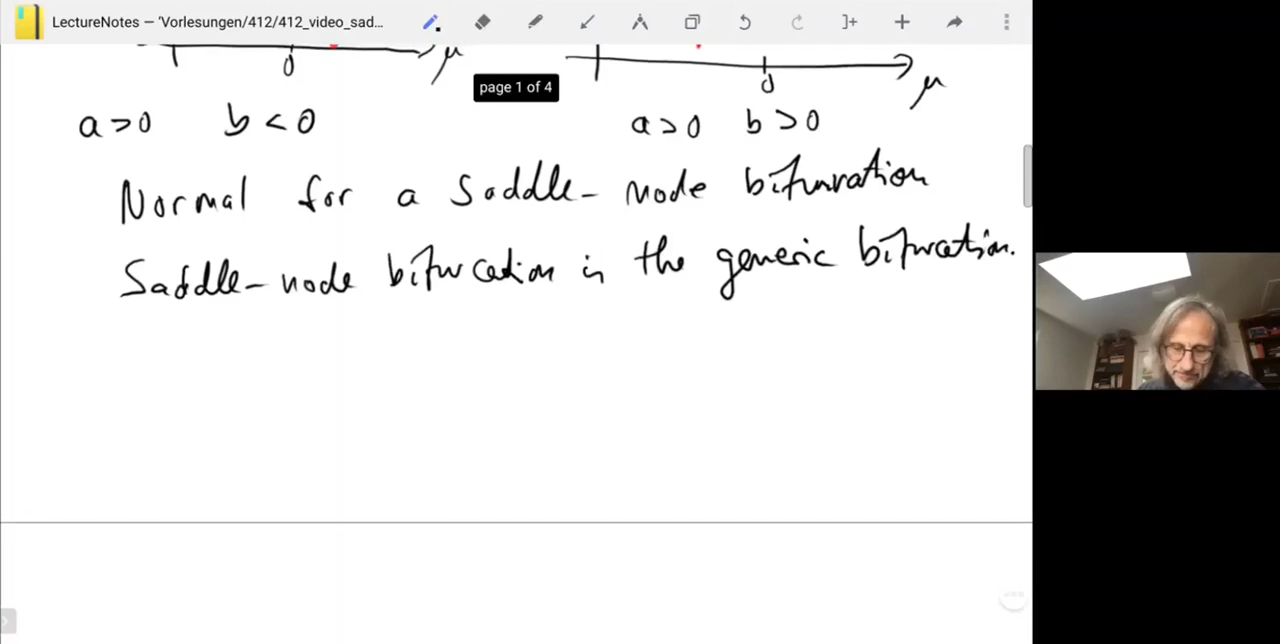 LectureNotes — 'Vorlesungen/412/412_video_sad...
0 μ
0 μ
page 1 of 4
a > 0 b < 0
a > 0 b > 0
Normal for a Saddle-node bifurvation
Saddle-node bifurcation is the generic bifurcation.